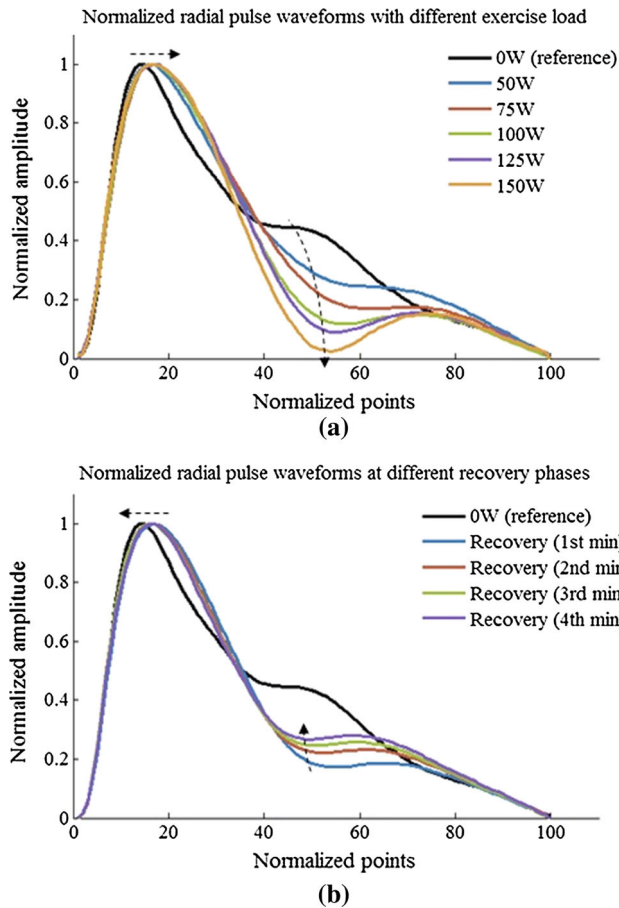 Normalized radial pulse waveforms with different exercise load
1
0.8
0.6
0.4
0.2
0
0
20
40
60
80
100
Normalized amplitude
Normalized points
0W (reference)
50W
75W
100W
125W
150W
(a)
Normalized radial pulse waveforms at different recovery phases
1
0.8
0.6
0.4
0.2
0
0
20
40
60
80
100
Normalized amplitude
Normalized points
0W (reference)
Recovery (1st min)
Recovery (2nd min
Recovery (3rd min
Recovery (4th min
(b)